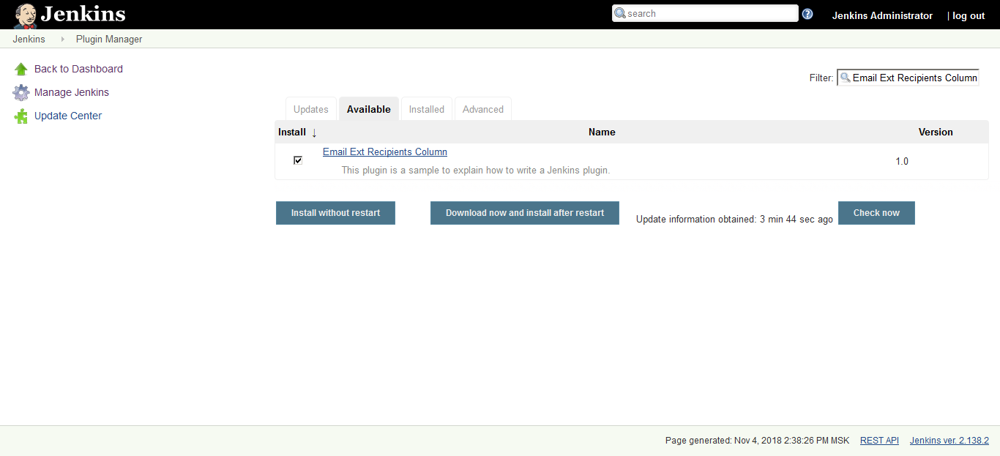 Jenkins
search
Jenkins Administrator
| log out
Jenkins
Plugin Manager
Back to Dashboard
Manage Jenkins
Update Center
Filter: Email Ext Recipients Column
Updates
Available
Installed
Advanced
Install ↓
Name
Version
Email Ext Recipients Column
This plugin is a sample to explain how to write a Jenkins plugin.
1.0
Install without restart
Download now and install after restart
Update information obtained: 3 min 44 sec ago
Check now
Page generated: Nov 4, 2018 2:38:26 PM MSK
REST API
Jenkins ver. 2.138.2